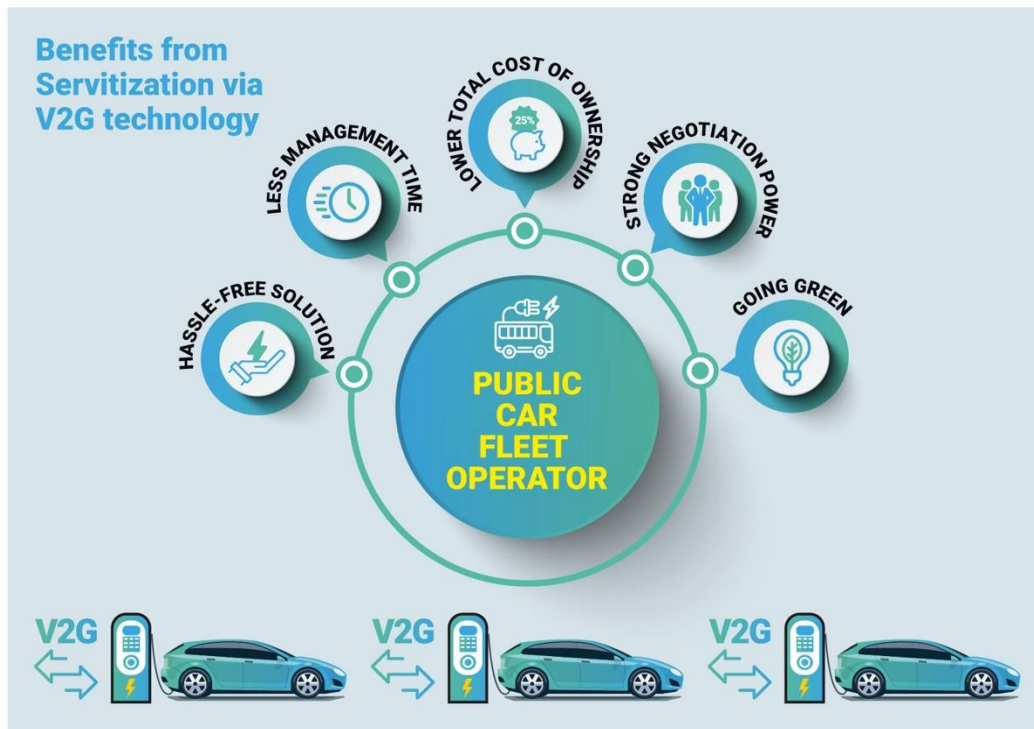 Benefits from
Servitization via
V2G technology
HASSLE-FREE SOLUTION
LESS MANAGEMENT TIME
LOWER TOTAL COST OF OWNERSHIP
25%
STRONG NEGOTIATION POWER
GOING GREEN
PUBLIC
CAR
FLEET
OPERATOR
V2G
V2G
V2G